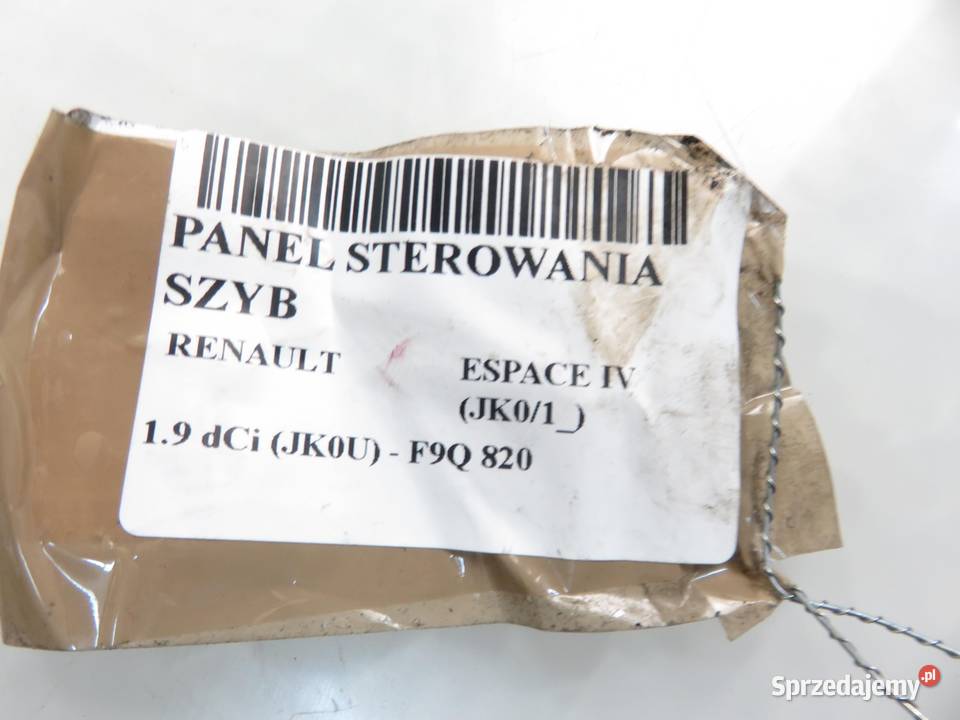 PANEL STEROWANIA
SZYB
RENAULT
ESPACE IV
(JK0/1_)
1.9 dCi (JK0U) - F9Q 820
Sprzedajemy.pl